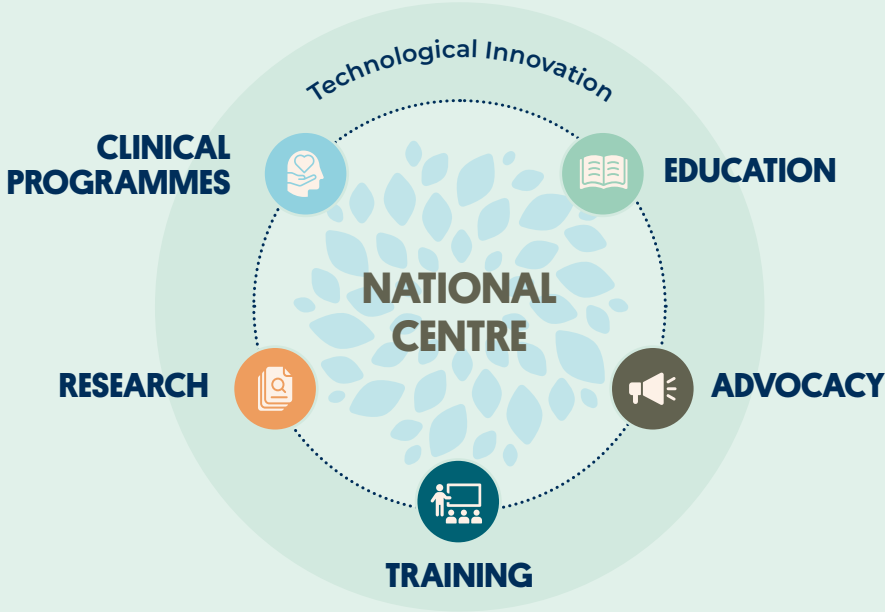 Technological Innovation
CLINICAL
PROGRAMMES
EDUCATION
NATIONAL
CENTRE
RESEARCH
ADVOCACY
TRAINING